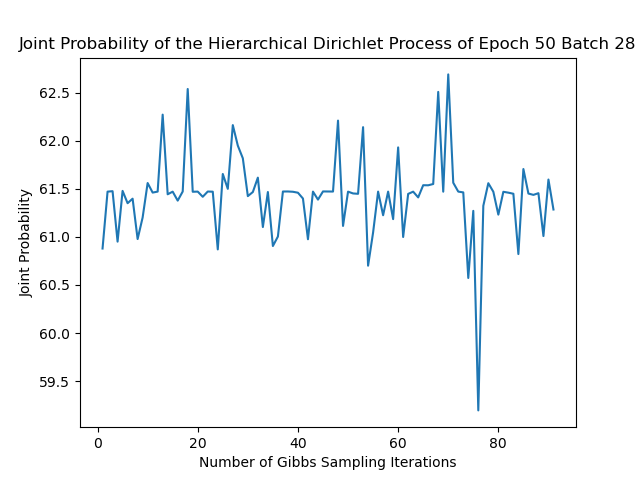 Joint Probability of the Hierarchical Dirichlet Process of Epoch 50 Batch 28
62.5
62.0
61.5
61.0
60.5
60.0
59.5
Joint Probability
0 20 40 60 80
Number of Gibbs Sampling Iterations